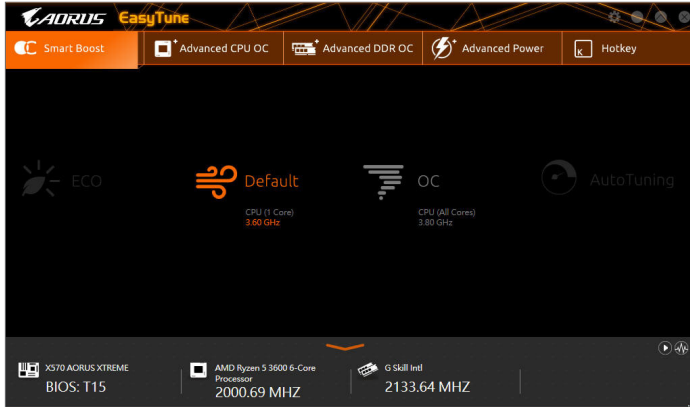 AORUS EasyTune
Smart Boost
Advanced CPU OC
Advanced DDR OC
Advanced Power
K
Hotkey
ECO
Default
CPU (1 Core)
3.60 GHz
OC
CPU (All Cores)
3.80 GHz
AutoTuning
X570 AORUS XTREME
BIOS: T15
AMD Ryzen 5 3600 6-Core
Processor
2000.69 MHZ
G Skill Intl
2133.64 MHZ